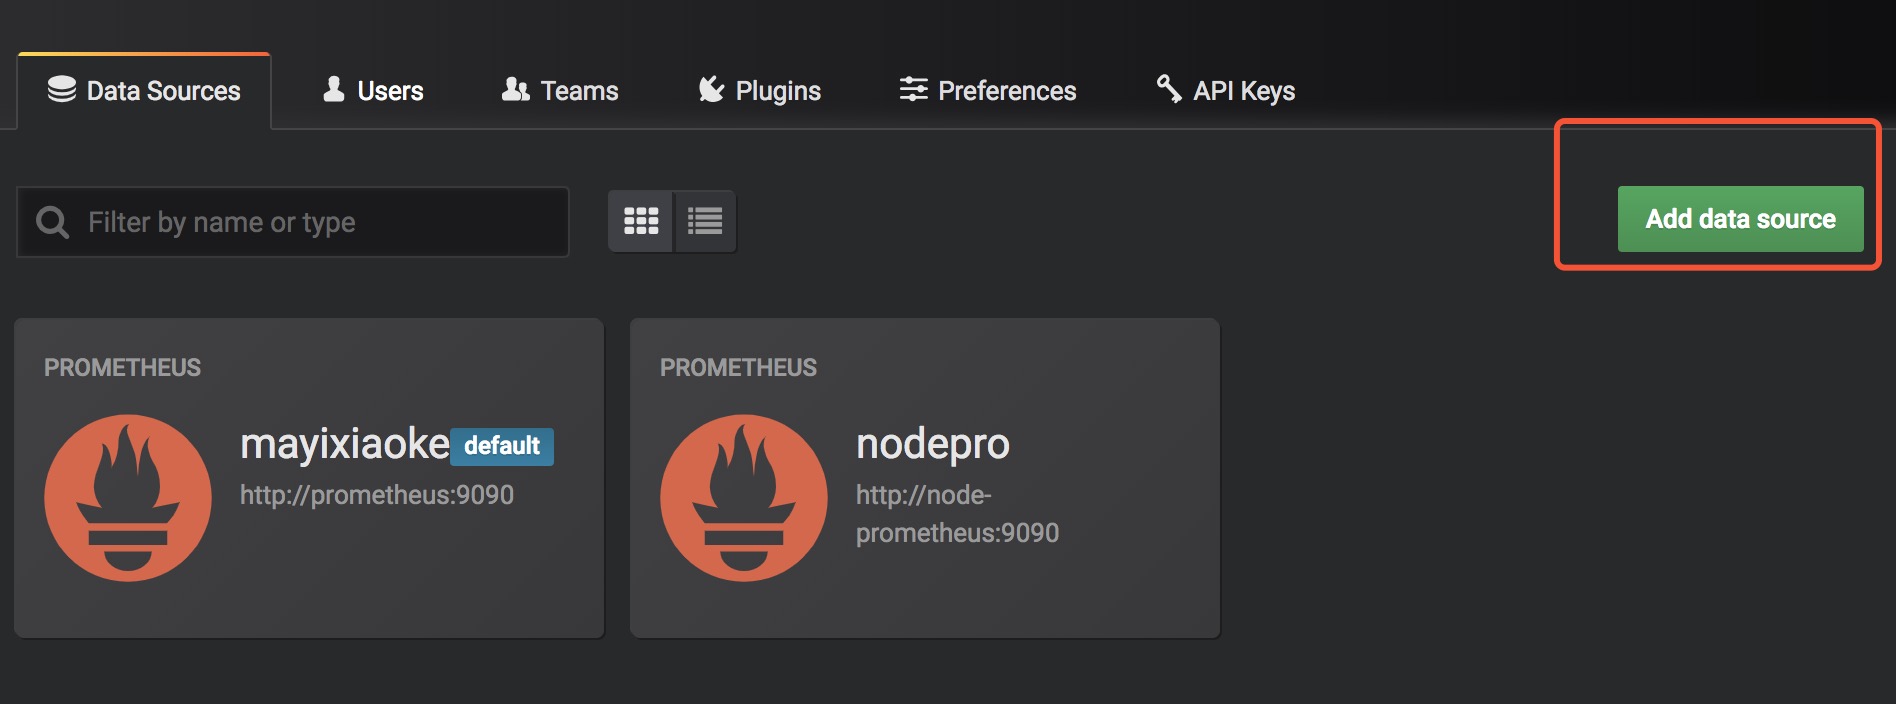 Data Sources
Users
Teams
Plugins
Preferences
API Keys
Filter by name or type
Add data source
PROMETHEUS
mayixiaoke default
http://prometheus:9090
PROMETHEUS
nodepro
http://node-
prometheus:9090